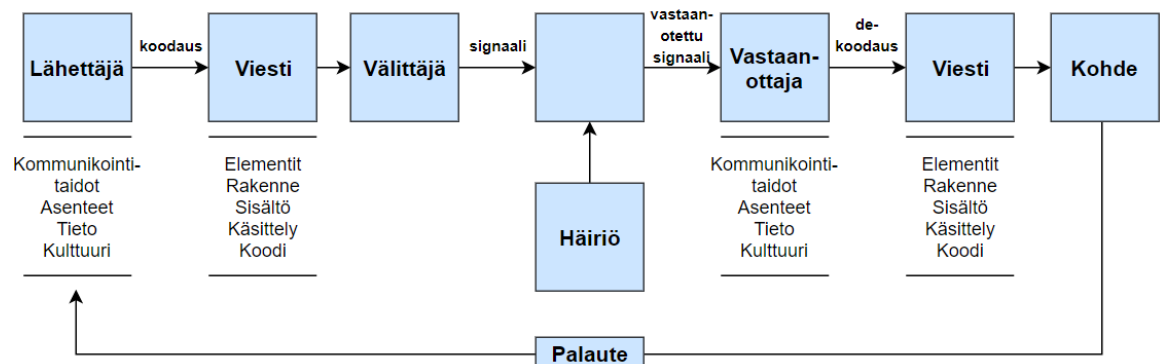 Lähettäjä
koodaus
Viesti
Välittäjä
signaali
vastaan-
otettu
signaali
Vastaan-
ottaja
de-
koodaus
Viesti
Kohde
Kommunikointi-
taidot
Asenteet
Tieto
Kulttuuri
Elementit
Rakenne
Sisältö
Käsittely
Koodi
Häiriö
Kommunikointi-
taidot
Asenteet
Tieto
Kulttuuri
Elementit
Rakenne
Sisältö
Käsittely
Koodi
Palaute